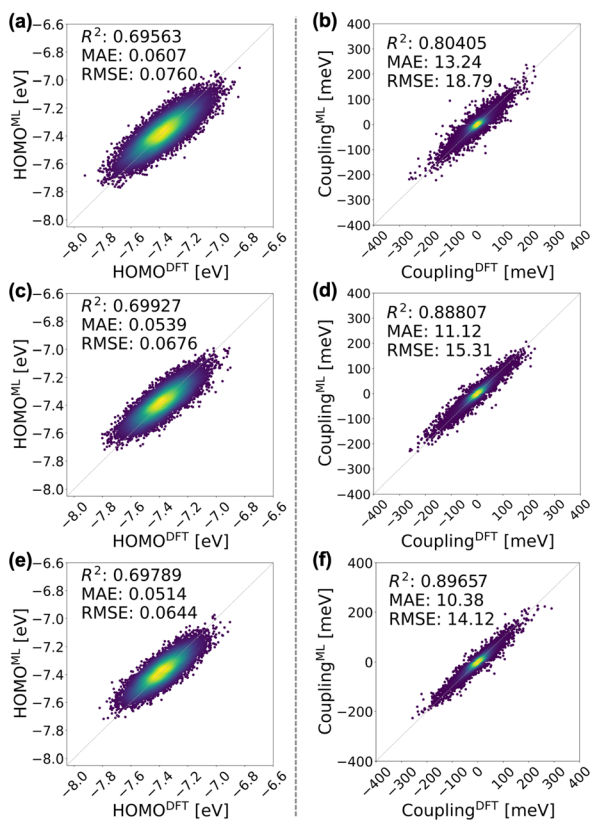 (a)
R²: 0.69563
MAE: 0.0607
RMSE: 0.0760
HOMO^ML [eV]
−6.6
−6.8
−7.0
−7.2
−7.4
−7.6
−7.8
−8.0
−8.0 −7.8 −7.6 −7.4 −7.2 −7.0 −6.8 −6.6
HOMO^DFT [eV]
(b)
R²: 0.80405
MAE: 13.24
RMSE: 18.79
Coupling^ML [meV]
400
300
200
100
0
−100
−200
−300
−400
−400 −300 −200 −100 0 100 200 300 400
Coupling^DFT [meV]
(c)
R²: 0.69927
MAE: 0.0539
RMSE: 0.0676
HOMO^ML [eV]
−6.6
−6.8
−7.0
−7.2
−7.4
−7.6
−7.8
−8.0
−8.0 −7.8 −7.6 −7.4 −7.2 −7.0 −6.8 −6.6
HOMO^DFT [eV]
(d)
R²: 0.88807
MAE: 11.12
RMSE: 15.31
Coupling^ML [meV]
400
300
200
100
0
−100
−200
−300
−400
−400 −300 −200 −100 0 100 200 300 400
Coupling^DFT [meV]
(e)
R²: 0.69789
MAE: 0.0514
RMSE: 0.0644
HOMO^ML [eV]
−6.6
−6.8
−7.0
−7.2
−7.4
−7.6
−7.8
−8.0
−8.0 −7.8 −7.6 −7.4 −7.2 −7.0 −6.8 −6.6
HOMO^DFT [eV]
(f)
R²: 0.89657
MAE: 10.38
RMSE: 14.12
Coupling^ML [meV]
400
200
0
−200
−400
−400 −300 −200 −100 0 100 200 300 400
Coupling^DFT [meV]